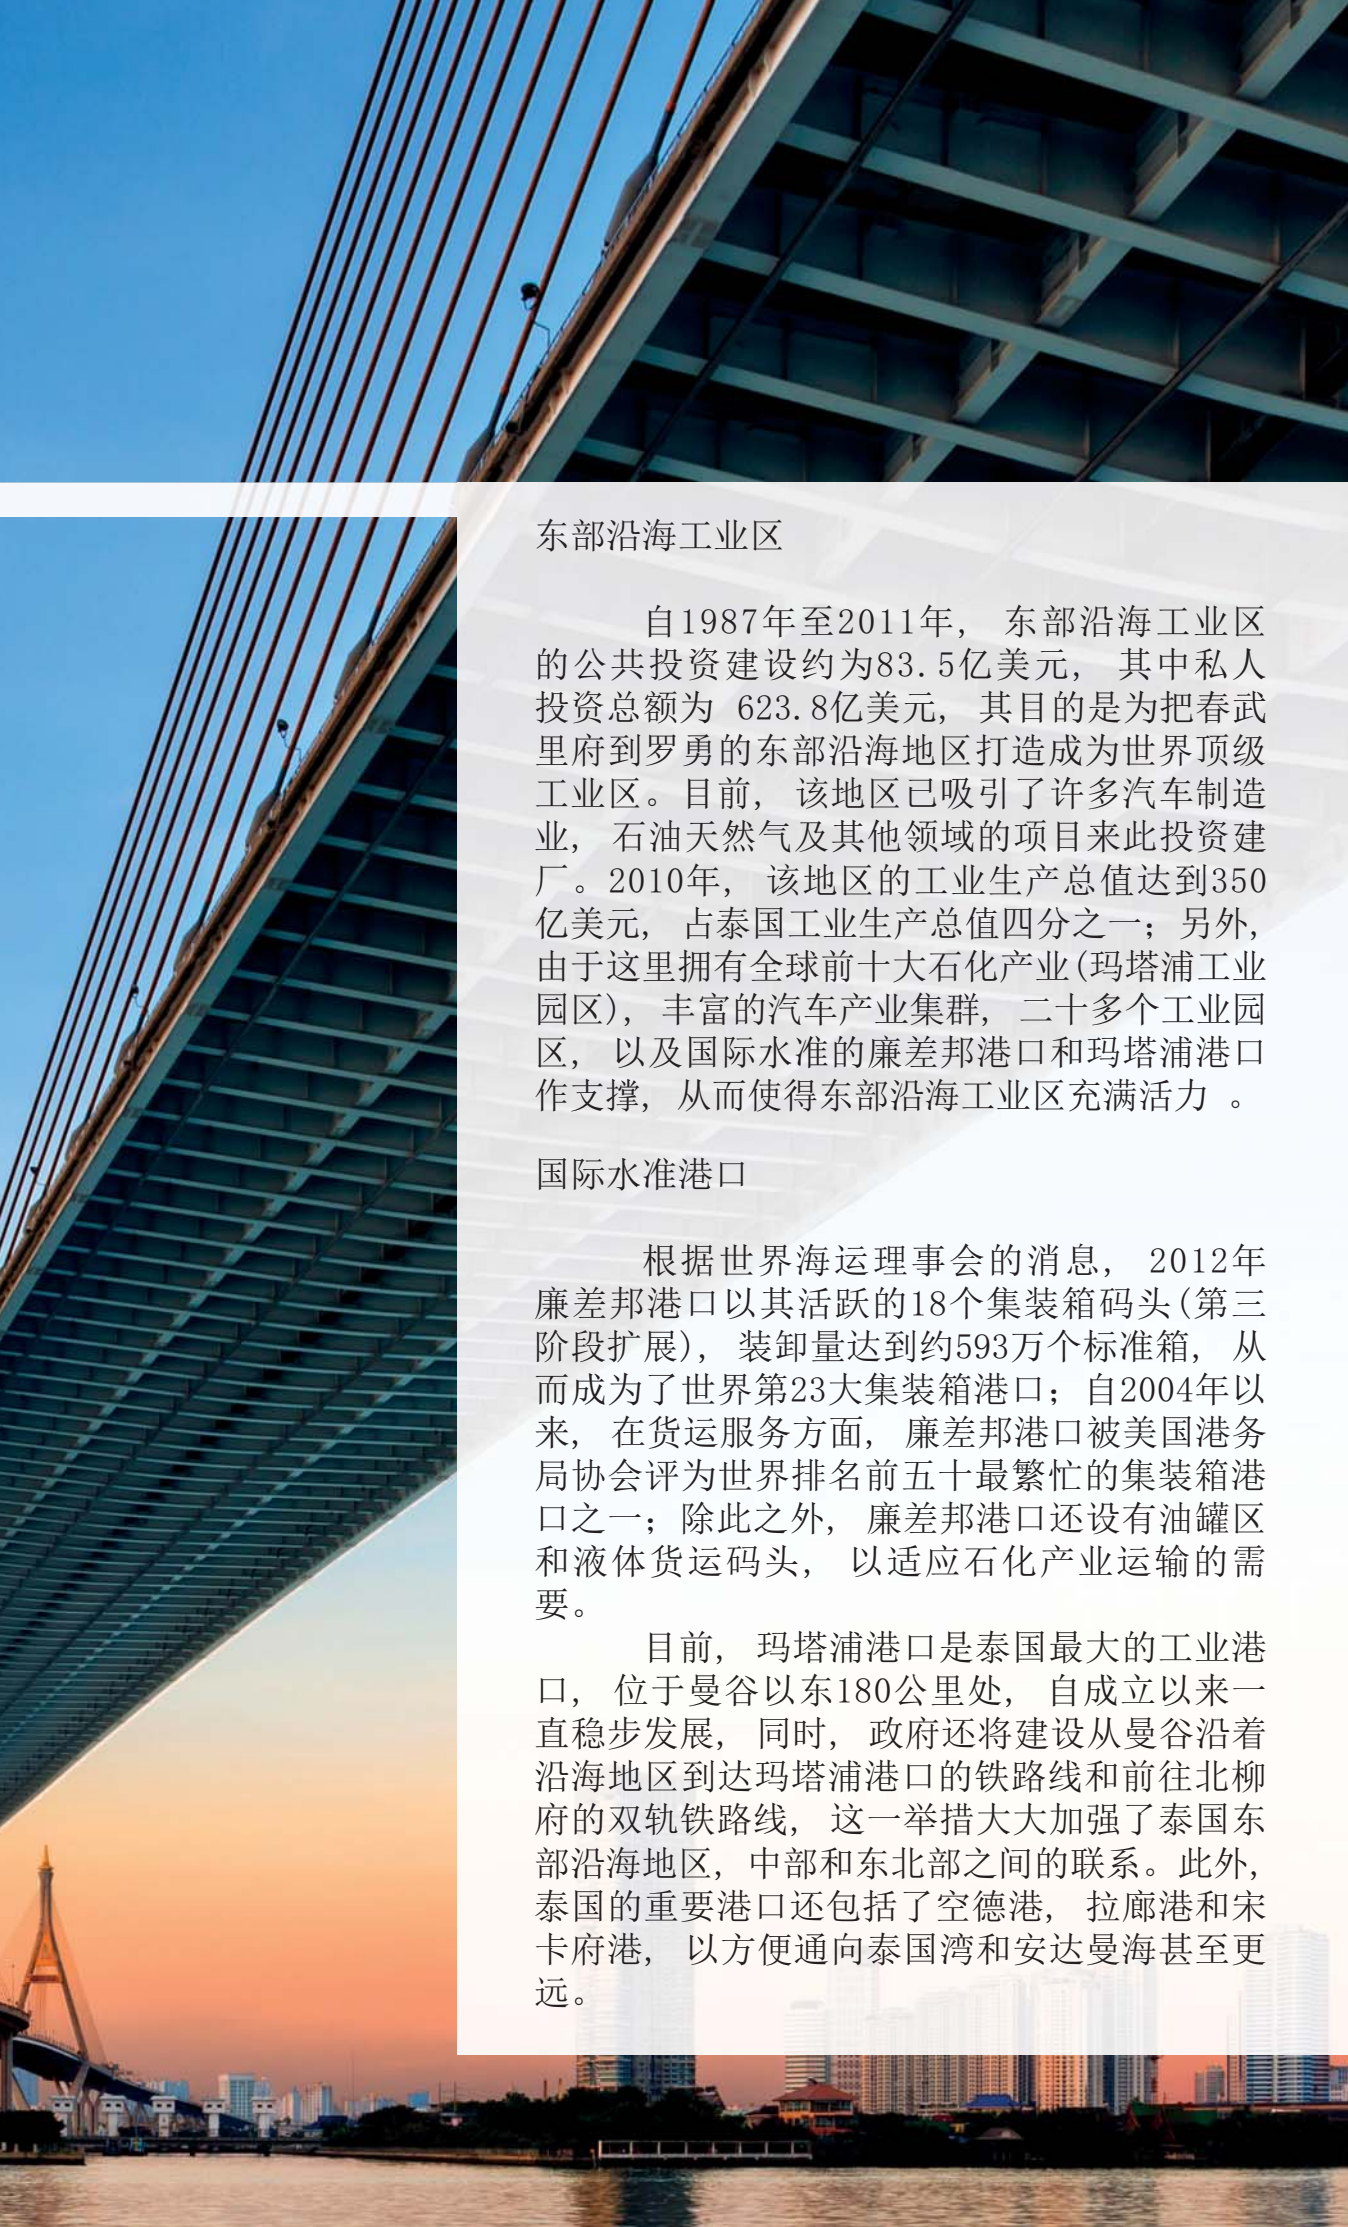 东部沿海工业区
自1987年至2011年, 东部沿海工业区
的公共投资建设约为83.5亿美元, 其中私人
投资总额为 623.8亿美元, 其目的是为把春武
里府到罗勇的东部沿海地区打造成为世界顶级
工业区。目前, 该地区已吸引了许多汽车制造
业, 石油天然气及其他领域的项目来此投资建
厂。2010年, 该地区的工业生产总值达到350
亿美元, 占泰国工业生产总值四分之一; 另外,
由于这里拥有全球前十大石化产业(玛塔浦工业
园区), 丰富的汽车产业集群, 二十多个工业园
区, 以及国际水准的廉差邦港口和玛塔浦港口
作支撑, 从而使得东部沿海工业区充满活力 。
国际水准港口
根据世界海运理事会的消息, 2012年
廉差邦港口以其活跃的18个集装箱码头(第三
阶段扩展), 装卸量达到约593万个标准箱, 从
而成为了世界第23大集装箱港口; 自2004年以
来, 在货运服务方面, 廉差邦港口被美国港务
局协会评为世界排名前五十最繁忙的集装箱港
口之一; 除此之外, 廉差邦港口还设有油罐区
和液体货运码头, 以适应石化产业运输的需
要。
目前, 玛塔浦港口是泰国最大的工业港
口, 位于曼谷以东180公里处, 自成立以来一
直稳步发展, 同时, 政府还将建设从曼谷沿着
沿海地区到达玛塔浦港口的铁路线和前往北柳
府的双轨铁路线, 这一举措大大加强了泰国东
部沿海地区, 中部和东北部之间的联系。此外,
泰国的重要港口还包括了空德港, 拉廊港和宋
卡府港, 以方便通向泰国湾和安达曼海甚至更
远。